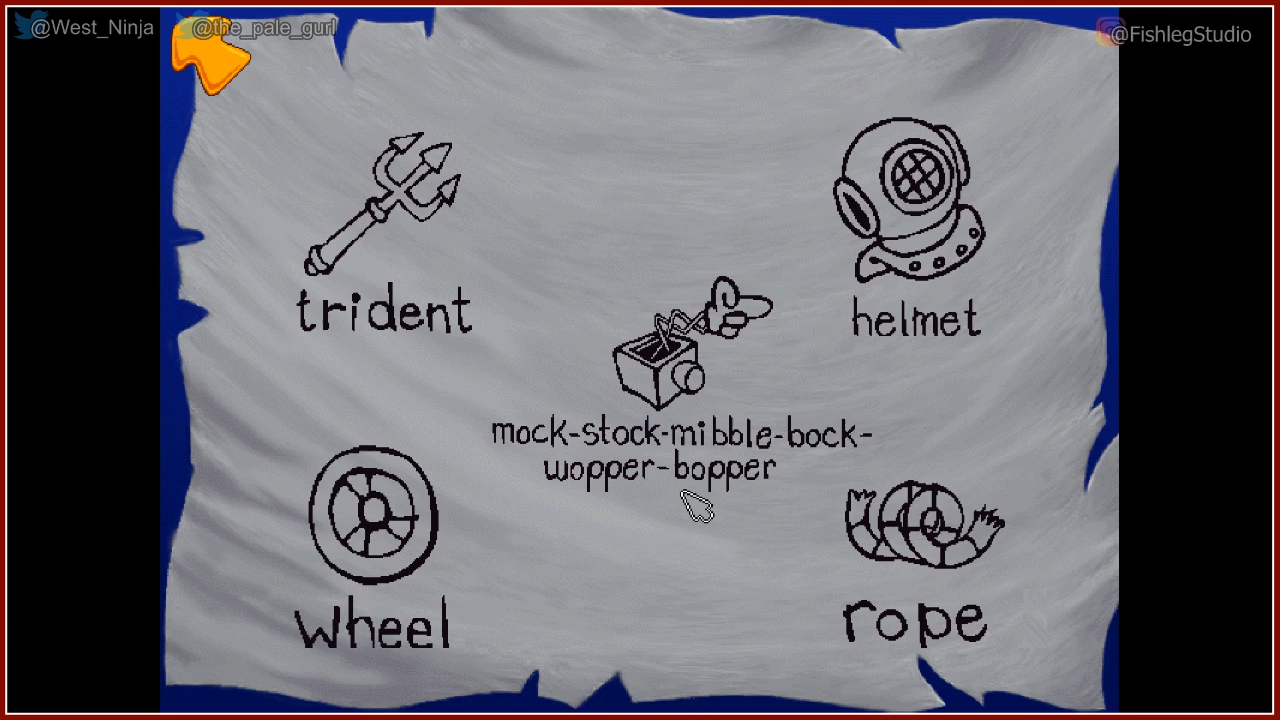 @West_Ninja
@the_pale_gurl
@FishlegStudio
trident
helmet
mock-stock-mibble-bock-
wopper-bopper
wheel
rope